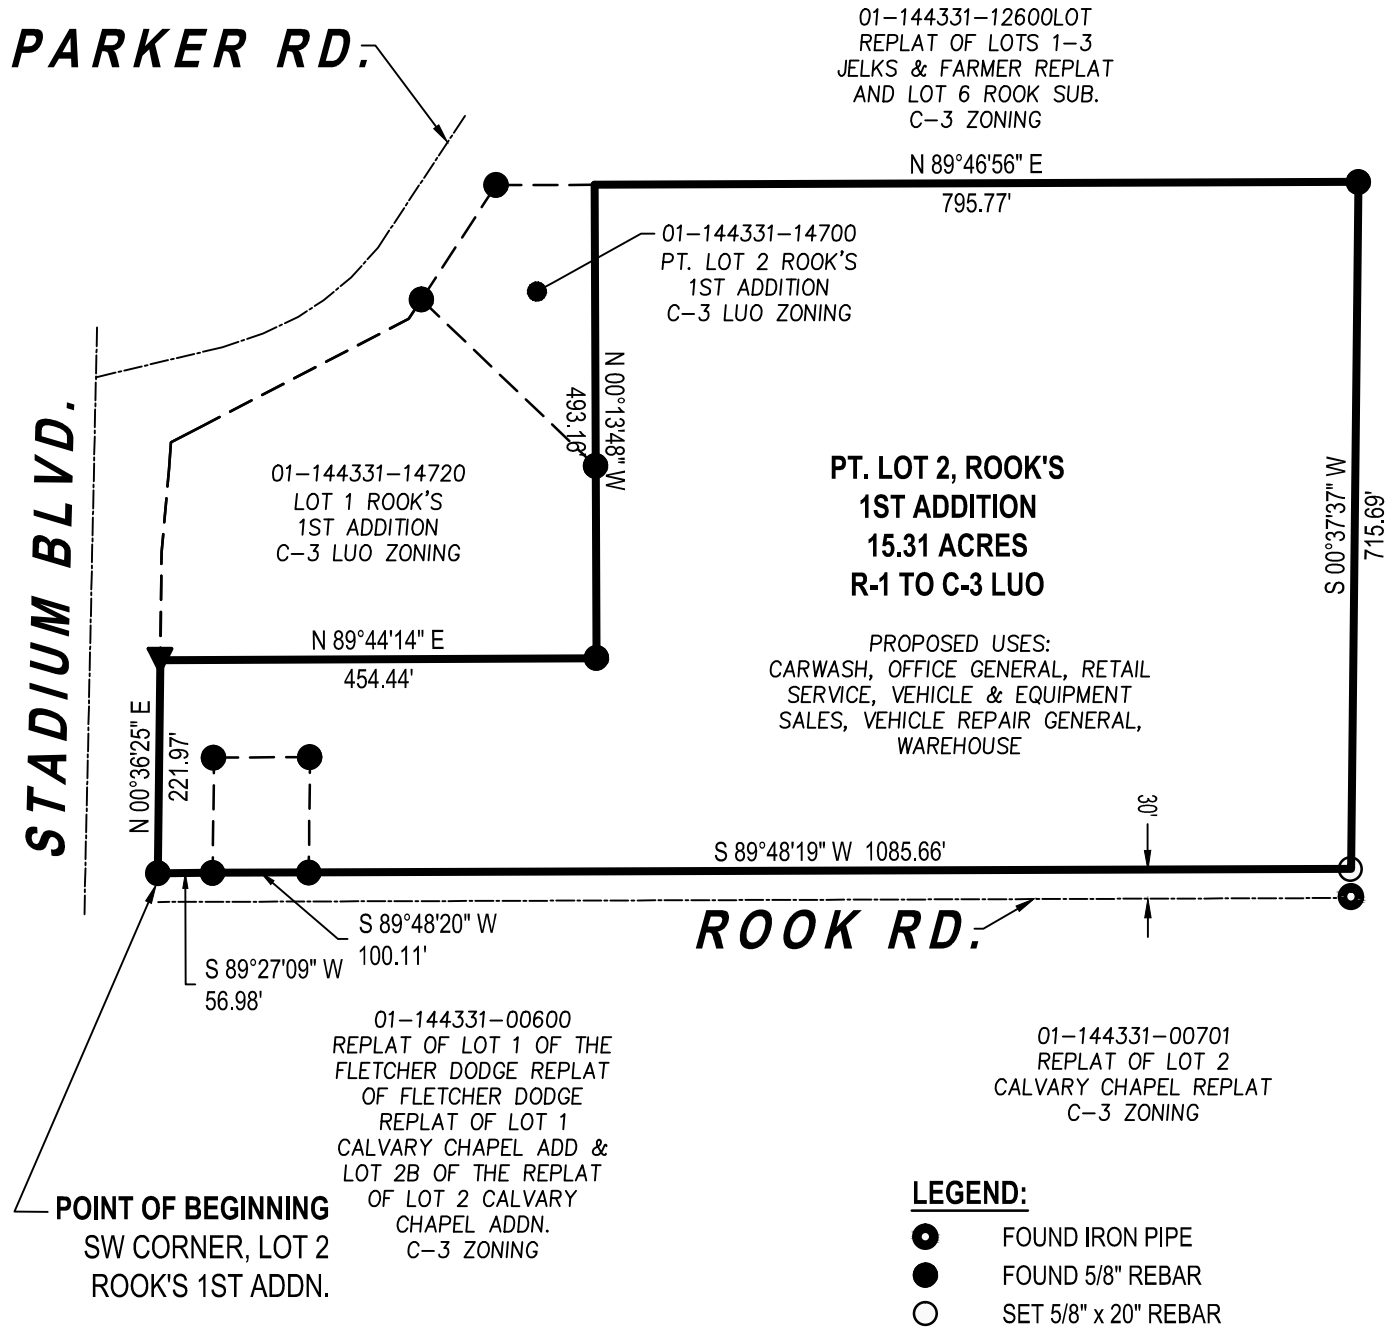 01-144331-12600LOT
REPLAT OF LOTS 1-3
JELKS & FARMER REPLAT
AND LOT 6 ROOK SUB.
C-3 ZONING
PARKER RD.
N 89°46'56" E
795.77'
01-144331-14700
PT. LOT 2 ROOK'S
1ST ADDITION
C-3 LUO ZONING
N 00°13'48" W
493.16'
STADIUM BLVD.
01-144331-14720
LOT 1 ROOK'S
1ST ADDITION
C-3 LUO ZONING
PT. LOT 2, ROOK'S
1ST ADDITION
15.31 ACRES
R-1 TO C-3 LUO
S 00°37'37" W
715.69'
N 89°44'14" E
454.44'
PROPOSED USES:
CARWASH, OFFICE GENERAL, RETAIL
SERVICE, VEHICLE & EQUIPMENT
SALES, VEHICLE REPAIR GENERAL,
WAREHOUSE
N 00°36'25" E
221.97'
30'
S 89°48'19" W 1085.66'
ROOK RD.
S 89°48'20" W
100.11'
S 89°27'09" W
56.98'
01-144331-00600
REPLAT OF LOT 1 OF THE
FLETCHER DODGE REPLAT
OF FLETCHER DODGE
REPLAT OF LOT 1
CALVARY CHAPEL ADD &
LOT 2B OF THE REPLAT
OF LOT 2 CALVARY
CHAPEL ADDN.
C-3 ZONING
01-144331-00701
REPLAT OF LOT 2
CALVARY CHAPEL REPLAT
C-3 ZONING
POINT OF BEGINNING
SW CORNER, LOT 2
ROOK'S 1ST ADDN.
LEGEND:
FOUND IRON PIPE
FOUND 5/8" REBAR
SET 5/8" x 20" REBAR